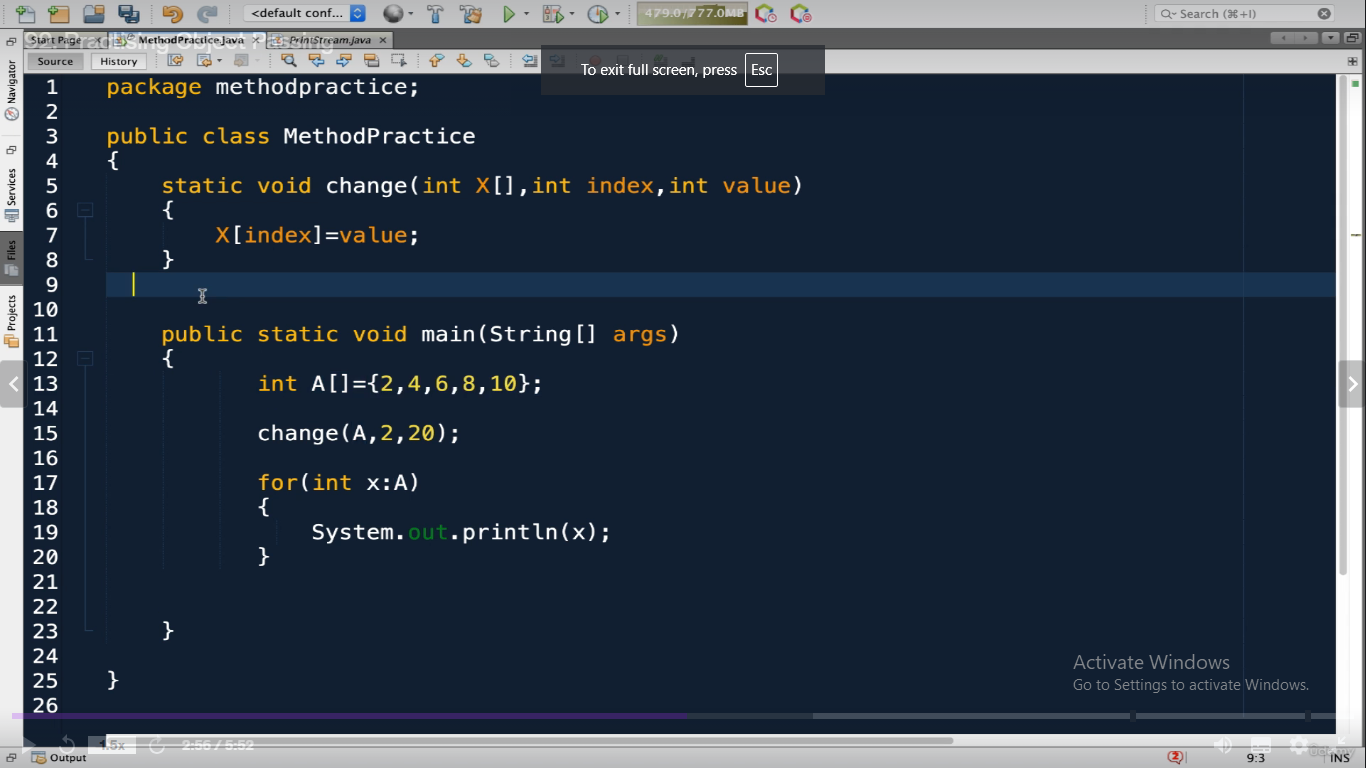 <default conf...
479.0/777.0MB
Search (⌘+I)
32. Practising Object Passing
Start Page
MethodPractice.java
PrintStream.java
Source
History
To exit full screen, press Esc
Navigator
Services
Files
Projects
1 package methodpractice;
2
3 public class MethodPractice
4 {
5 static void change(int X[],int index,int value)
6 {
7 X[index]=value;
8 }
9
10
11 public static void main(String[] args)
12 {
13 int A[]={2,4,6,8,10};
14
15 change(A,2,20);
16
17 for(int x:A)
18 {
19 System.out.println(x);
20 }
21
22
23 }
24
25 }
26
Activate Windows
Go to Settings to activate Windows.
1.5x
2:56 / 5:52
Output
2
9:3
INS